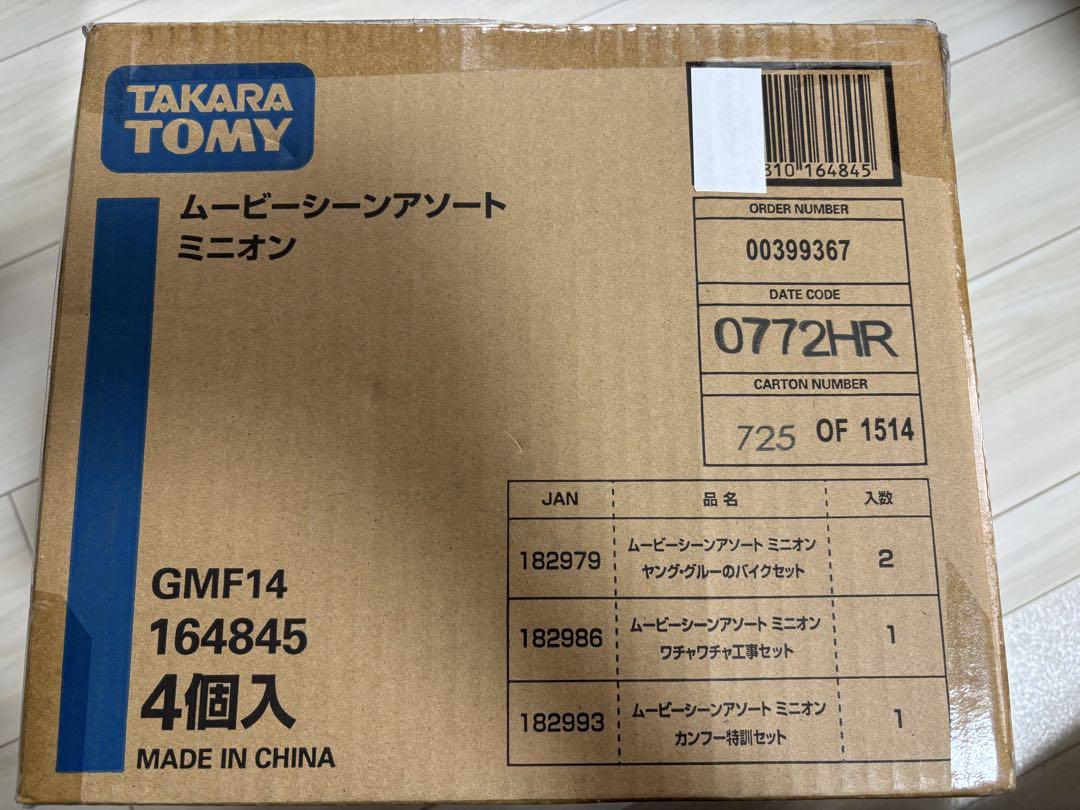 TAKARA
TOMY
ムービーシーンアソート
ミニオン
810 164845
ORDER NUMBER
00399367
DATE CODE
0772HR
CARTON NUMBER
725 OF 1514
JAN 品名 入数
182979 ムービーシーンアソート ミニオン
ヤング・グルーのバイクセット 2
182986 ムービーシーンアソート ミニオン
ワチャワチャ工事セット 1
182993 ムービーシーンアソート ミニオン
カンフー特訓セット 1
GMF14
164845
4個入
MADE IN CHINA